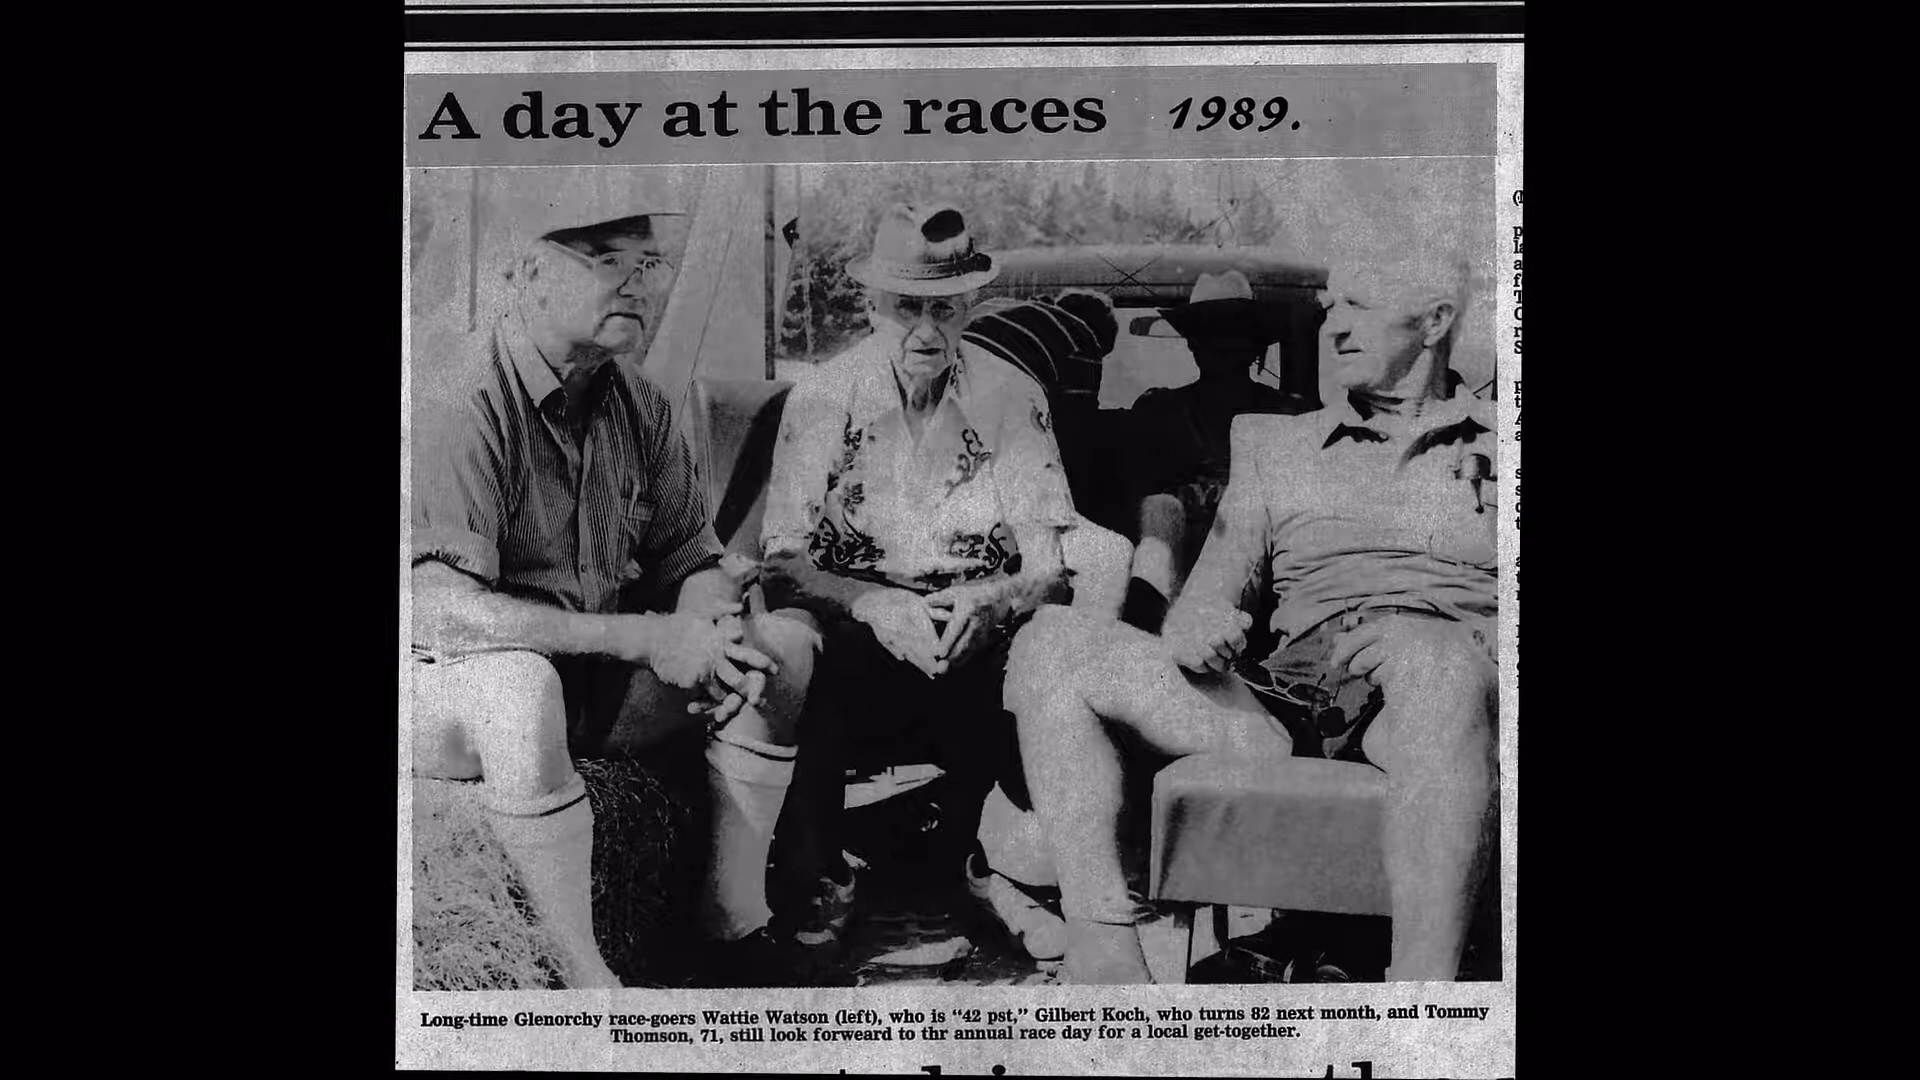 A day at the races 1989.
Long-time Glenorchy race-goers Wattie Watson (left), who is “42 pst,” Gilbert Koch, who turns 82 next month, and Tommy
Thomson, 71, still look forweard to thr annual race day for a local get-together.